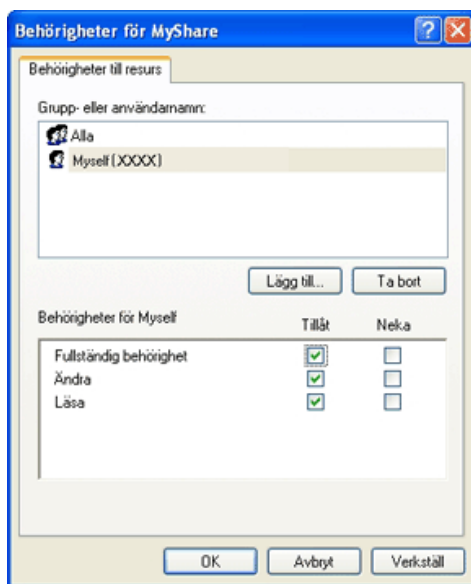 Behörigheter för MyShare
Behörigheter till resurs
Grupp- eller användarnamn:
Alla
Myself (XXXX)
Lägg till... Ta bort
Behörigheter för Myself Tillåt Neka
Fullständig behörighet
Ändra
Läsa
OK Avbryt Verkställ